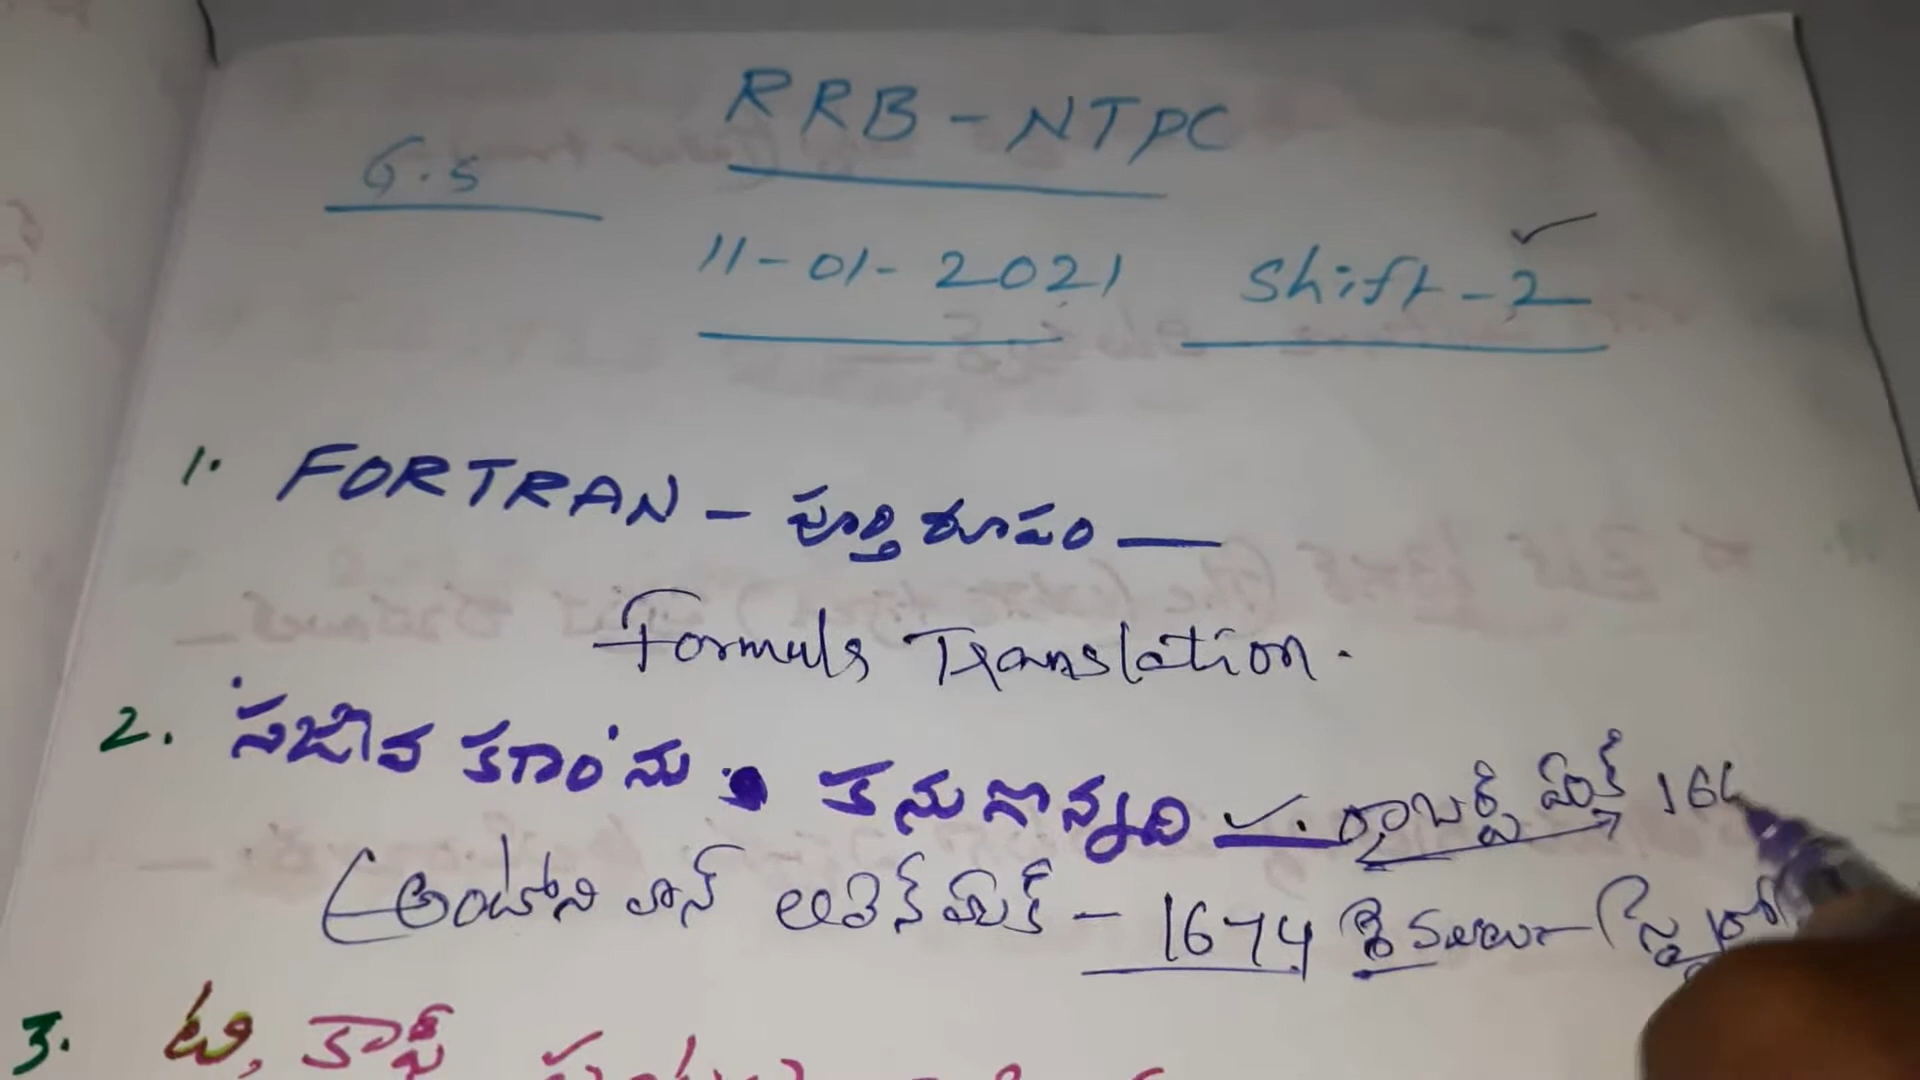 RRB - NTPC
G.S
11-01-2021 Shift-2
1. FORTRAN - పూర్తి రూపం —
Formula Translation.
2. సజీవ కణాం ను కనుగొన్నది — రాబర్ట్ హుక్ 166
(అంటోని వాన్ లివెన్ హుక్ - 1674 శైవలాలు -
3. టీ, కాఫీ